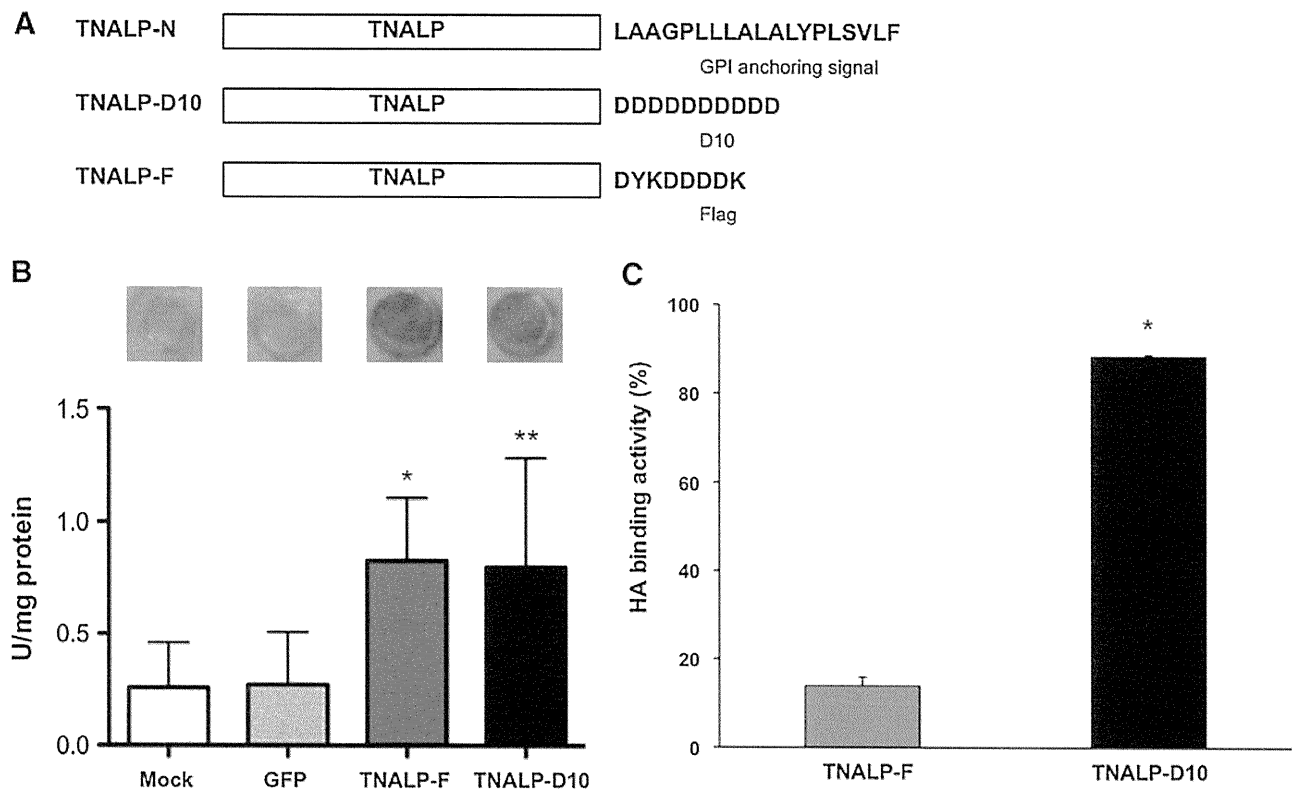 A
TNALP-N TNALP LAAGPLLLALALYPLSVLF
GPI anchoring signal
TNALP-D10 TNALP DDDDDDDDDD
D10
TNALP-F TNALP DYKDDDDK
Flag
B
1.5
1.0
0.5
0.0
U/mg protein
*
**
Mock GFP TNALP-F TNALP-D10
C
100
80
60
40
20
0
HA binding activity (%)
*
TNALP-F TNALP-D10